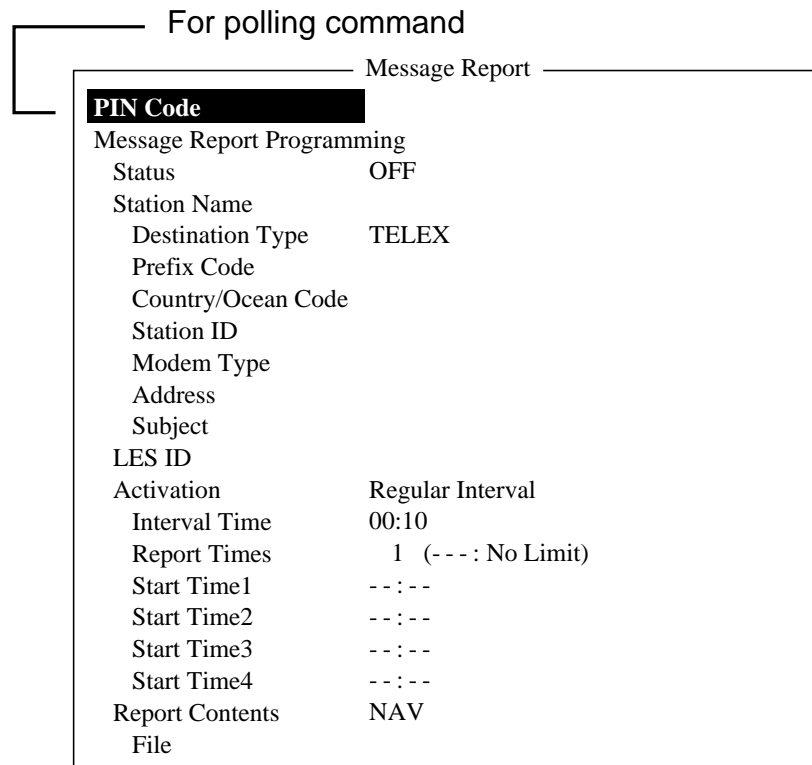 For polling command
Message Report
PIN Code
Message Report Programming
Status OFF
Station Name
Destination Type TELEX
Prefix Code
Country/Ocean Code
Station ID
Modem Type
Address
Subject
LES ID
Activation Regular Interval
Interval Time 00:10
Report Times 1 (- - - : No Limit)
Start Time1 - - : - -
Start Time2 - - : - -
Start Time3 - - : - -
Start Time4 - - : - -
Report Contents NAV
File